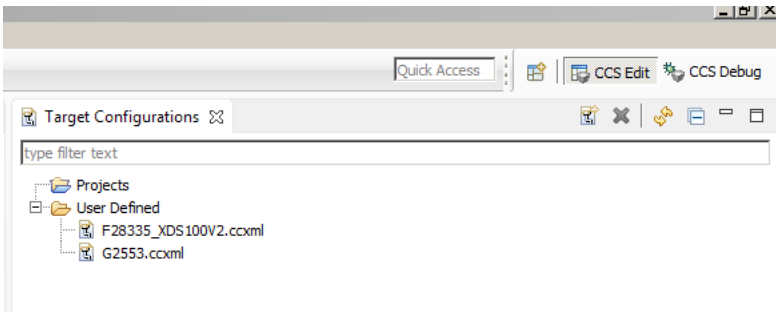 Quick Access CCS Edit CCS Debug
Target Configurations
type filter text
Projects
User Defined
F28335_XDS100V2.ccxml
G2553.ccxml